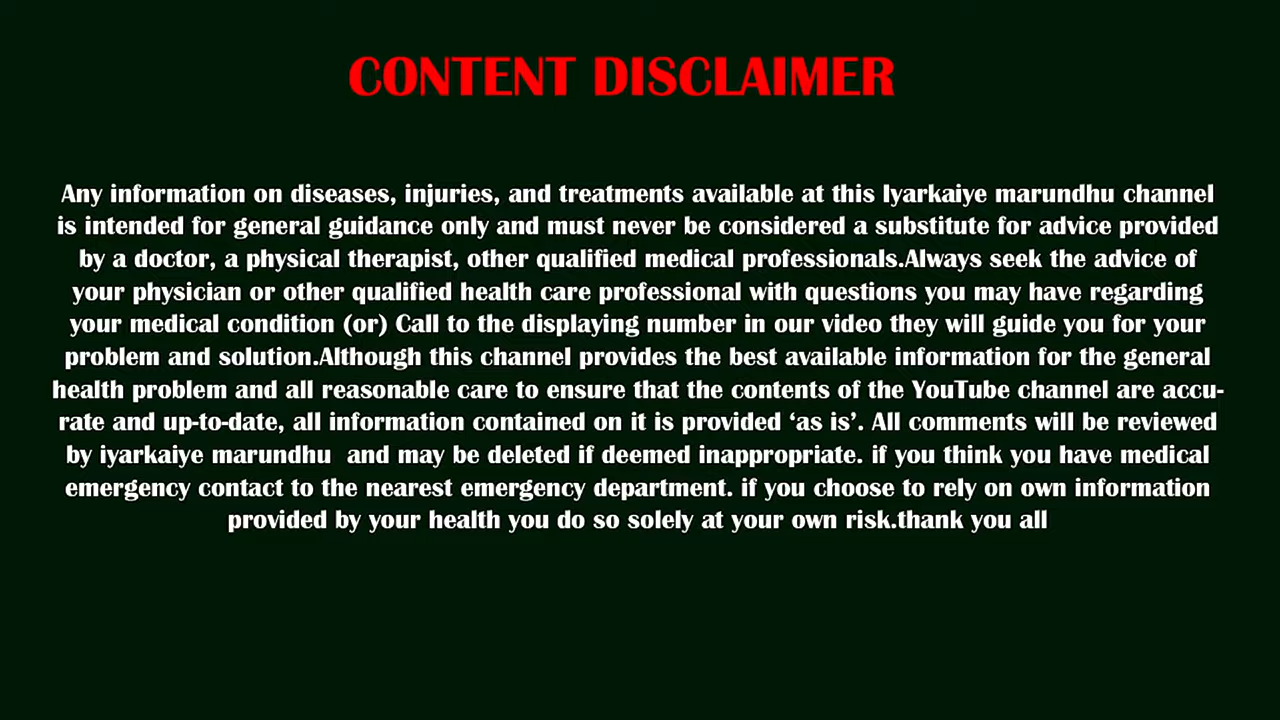 CONTENT DISCLAIMER
Any information on diseases, injuries, and treatments available at this Iyarkaiye marundhu channel
is intended for general guidance only and must never be considered a substitute for advice provided
by a doctor, a physical therapist, other qualified medical professionals.Always seek the advice of
your physician or other qualified health care professional with questions you may have regarding
your medical condition (or) Call to the displaying number in our video they will guide you for your
problem and solution.Although this channel provides the best available information for the general
health problem and all reasonable care to ensure that the contents of the YouTube channel are accu-
rate and up-to-date, all information contained on it is provided ‘as is’. All comments will be reviewed
by iyarkaiye marundhu  and may be deleted if deemed inappropriate. if you think you have medical
emergency contact to the nearest emergency department. if you choose to rely on own information
provided by your health you do so solely at your own risk.thank you all